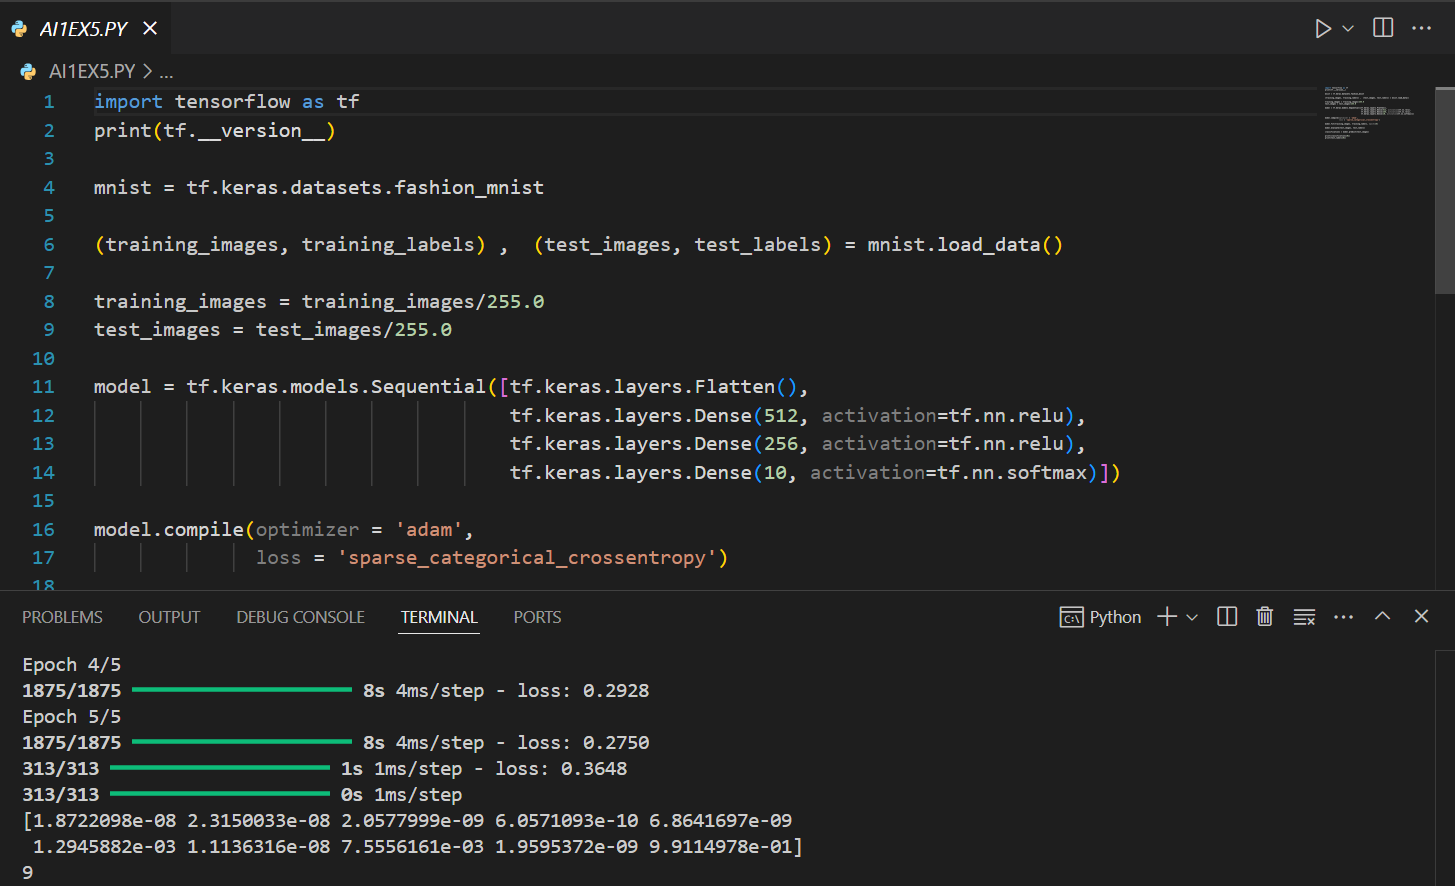 AI1EX5.PY
AI1EX5.PY > ...
1 import tensorflow as tf
2 print(tf.__version__)
3
4 mnist = tf.keras.datasets.fashion_mnist
5
6 (training_images, training_labels) ,  (test_images, test_labels) = mnist.load_data()
7
8 training_images = training_images/255.0
9 test_images = test_images/255.0
10
11 model = tf.keras.models.Sequential([tf.keras.layers.Flatten(),
12                                     tf.keras.layers.Dense(512, activation=tf.nn.relu),
13                                     tf.keras.layers.Dense(256, activation=tf.nn.relu),
14                                     tf.keras.layers.Dense(10, activation=tf.nn.softmax)])
15
16 model.compile(optimizer = 'adam',
17               loss = 'sparse_categorical_crossentropy')
18
PROBLEMS OUTPUT DEBUG CONSOLE TERMINAL PORTS Python
Epoch 4/5
1875/1875 8s 4ms/step - loss: 0.2928
Epoch 5/5
1875/1875 8s 4ms/step - loss: 0.2750
313/313 1s 1ms/step - loss: 0.3648
313/313 0s 1ms/step
[1.8722098e-08 2.3150033e-08 2.0577999e-09 6.0571093e-10 6.8641697e-09
 1.2945882e-03 1.1136316e-08 7.5556161e-03 1.9595372e-09 9.9114978e-01]
9